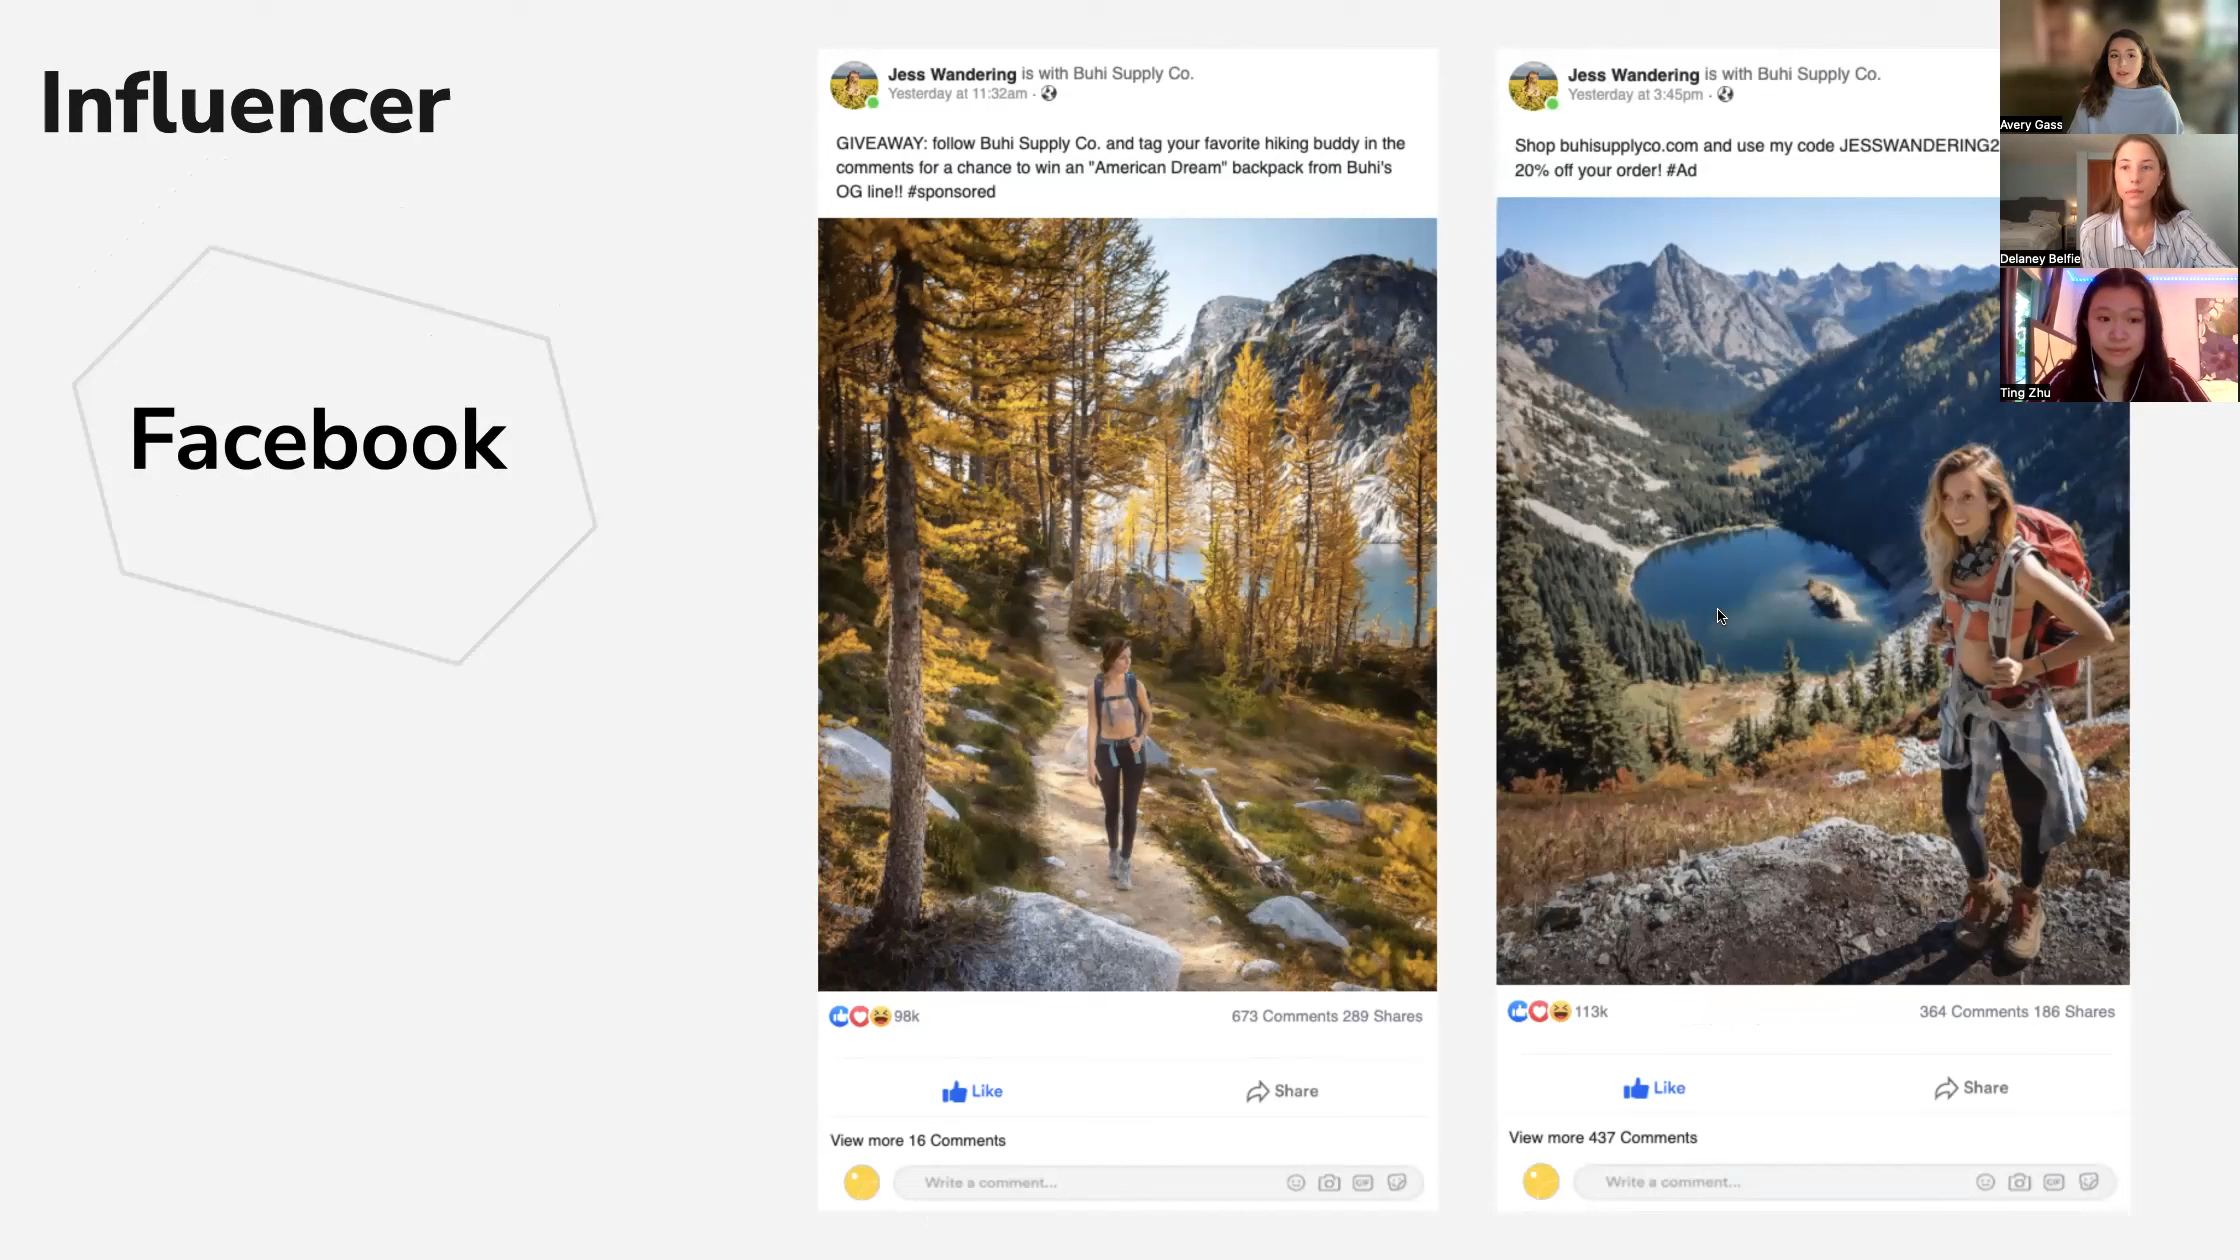 Influencer
Facebook
Jess Wandering is with Buhi Supply Co.
Yesterday at 11:32am ·
GIVEAWAY: follow Buhi Supply Co. and tag your favorite hiking buddy in the
comments for a chance to win an "American Dream" backpack from Buhi's
OG line!! #sponsored
98k
673 Comments 289 Shares
Like
Share
View more 16 Comments
Write a comment...
GIF
Jess Wandering is with Buhi Supply Co.
Yesterday at 3:45pm ·
Shop buhisupplyco.com and use my code JESSWANDERING2
20% off your order! #Ad
113k
364 Comments 186 Shares
Like
Share
View more 437 Comments
Write a comment...
GIF
Avery Gass
Delaney Belfie
Ting Zhu